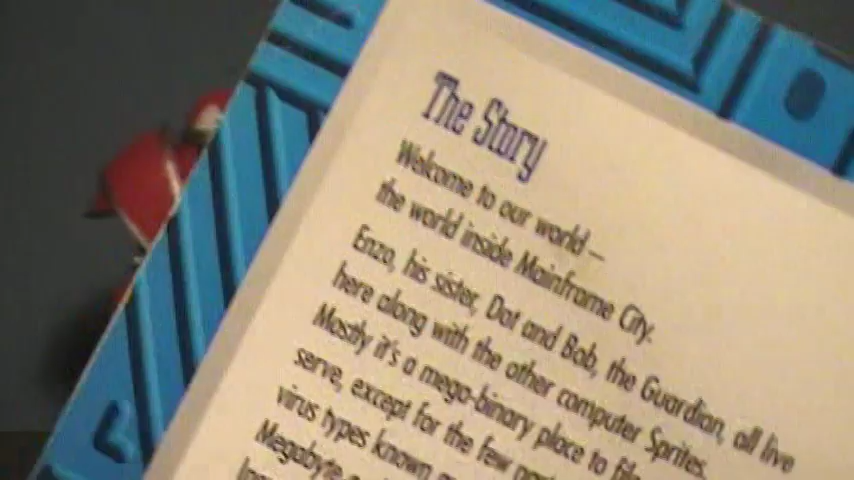 The Story
Welcome to our world –
the world inside Mainframe City.
Enzo, his sister, Dot and Bob, the Guardian, all live
here along with the other computer Sprites.
Mostly it's a mega-binary place to file
serve, except for the few
virus types known
Megabyte